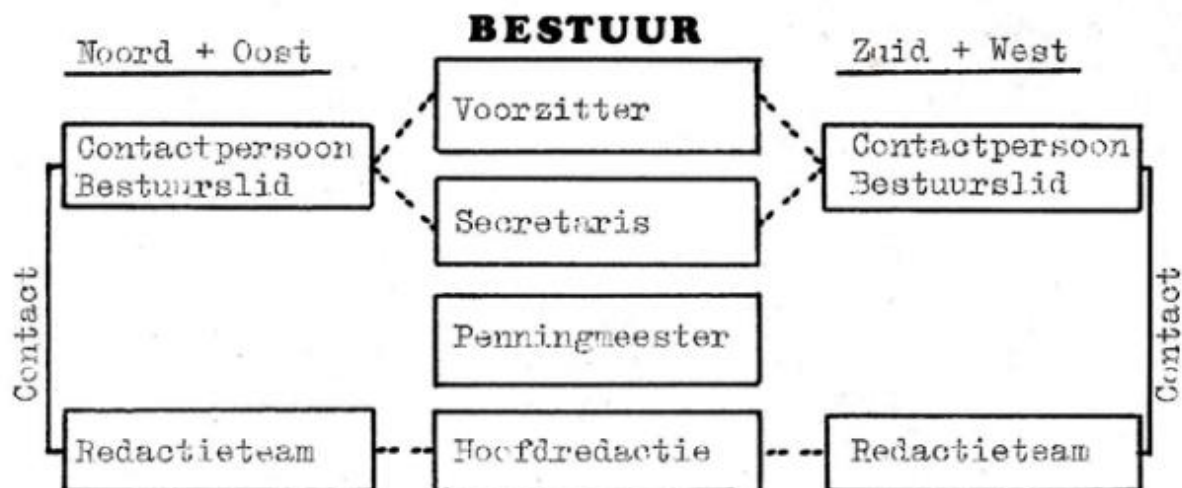 BESTUUR
Noord + Oost
Zuid + West
Voorzitter
Contactpersoon
Bestuurslid
Contactpersoon
Bestuurslid
Secretaris
Contact
Contact
Penningmeester
Redactieteam
Hoofdredactie
Redactieteam